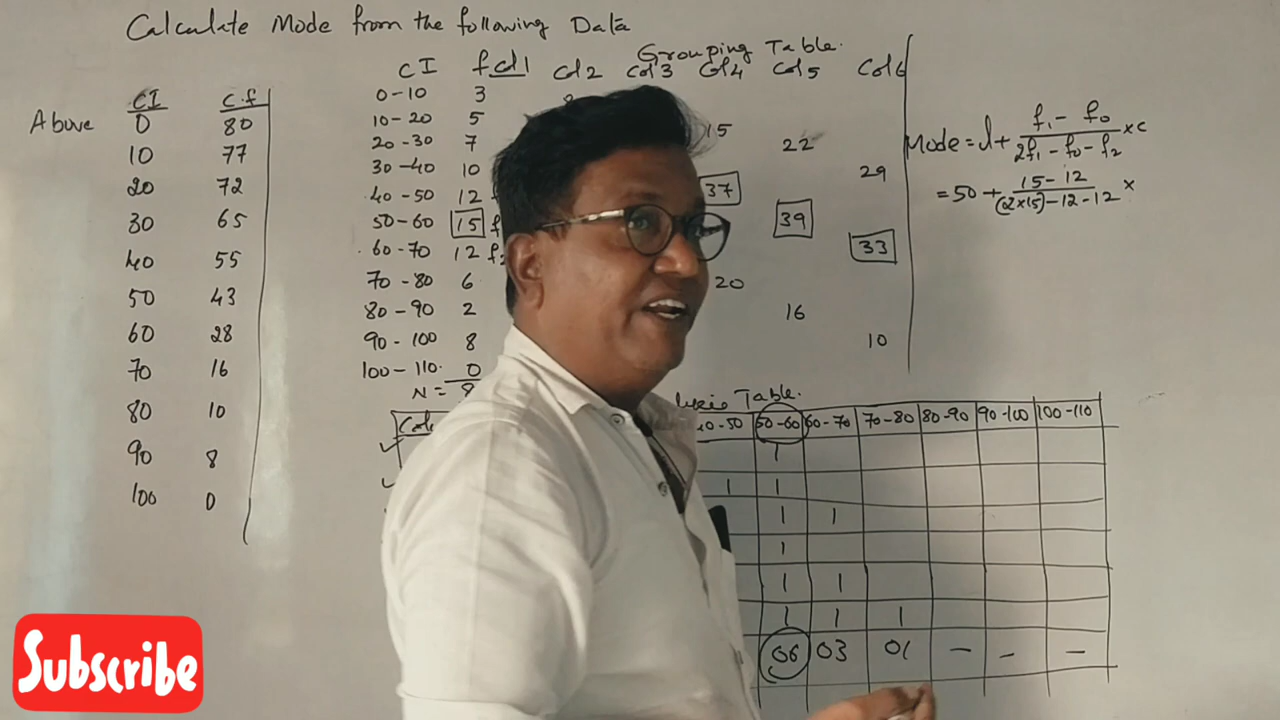 Calculate Mode from the following Data
Grouping Table.
CI f Col1 Col2 Col3 Col4 Col5 Col6
0-10 3
10-20 5 15
20-30 7 22
30-40 10 29
40-50 12 37
50-60 15 39
60-70 12 33
70-80 6 20
80-90 2 16
90-100 8 10
100-110 0
N =
CI C.f
Above 0 80
10 77
20 72
30 65
40 55
50 43
60 28
70 16
80 10
90 8
100 0
Mode = l + f₁ - f₀ / 2f₁ - f₀ - f₂ × c
= 50 + 15 - 12 / (2×15) - 12 - 12 ×
Table.
50-60 60-70 70-80 80-90 90-100 100-110
1
1 1
1 1
1
1 1
1 1 1
06 03 01 — — —
Subscribe